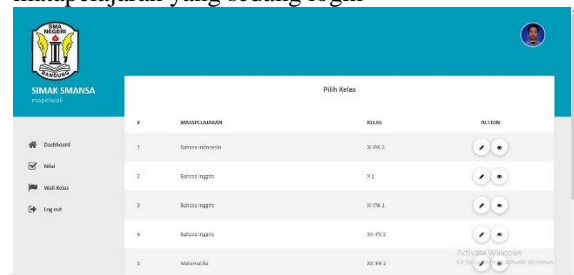 matapelajaran yang sedang login
SMA
NEGERI
BANDUNG
SIMAK SMANSA
mapelwali
Pilih Kelas
# MATAPELAJARAN KELAS ACTION
Dashboard
Nilai
Wali Kelas
Log out
1 Bahasa Indonesia XI IPA 2
2 Bahasa Inggris X 1
3 Bahasa Inggris XI IPA 1
4 Bahasa Inggris XII IPS 2
5 Matematika XII IPA 2
Activate Windows